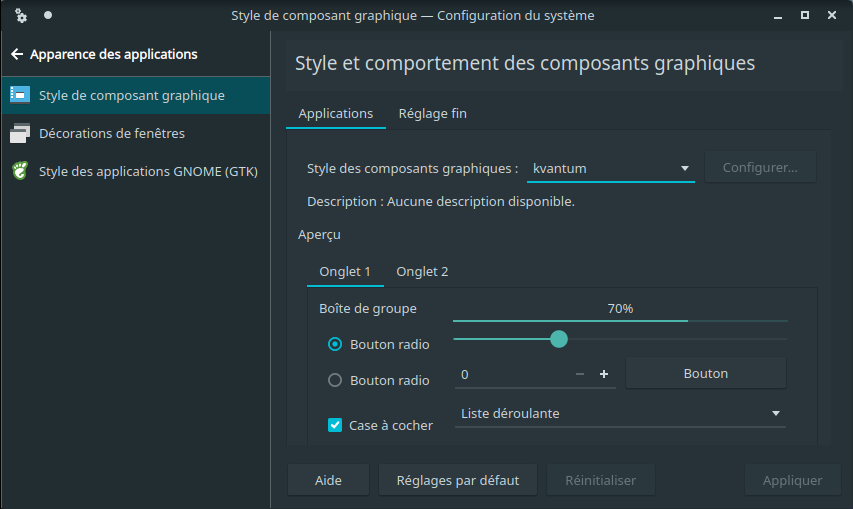 Style de composant graphique — Configuration du système
Apparence des applications
Style de composant graphique
Décorations de fenêtres
Style des applications GNOME (GTK)
Style et comportement des composants graphiques
Applications
Réglage fin
Style des composants graphiques :
kvantum
Configurer...
Description : Aucune description disponible.
Aperçu
Onglet 1
Onglet 2
Boîte de groupe
70%
Bouton radio
Bouton radio
0
Bouton
Case à cocher
Liste déroulante
Aide
Réglages par défaut
Réinitialiser
Appliquer